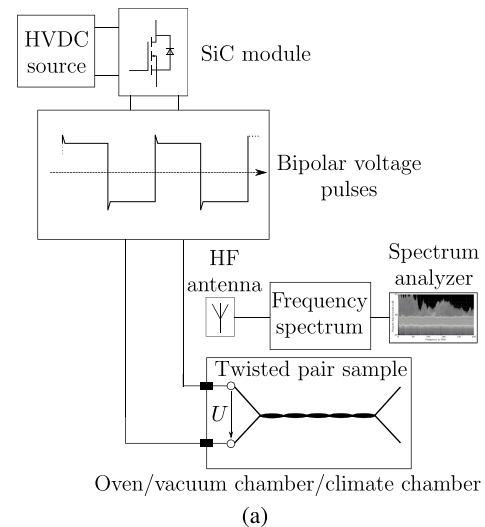 HVDC
source
SiC module
Bipolar voltage
pulses
HF
antenna
Spectrum
analyzer
Frequency
spectrum
Twisted pair sample
U
Oven/vacuum chamber/climate chamber
(a)